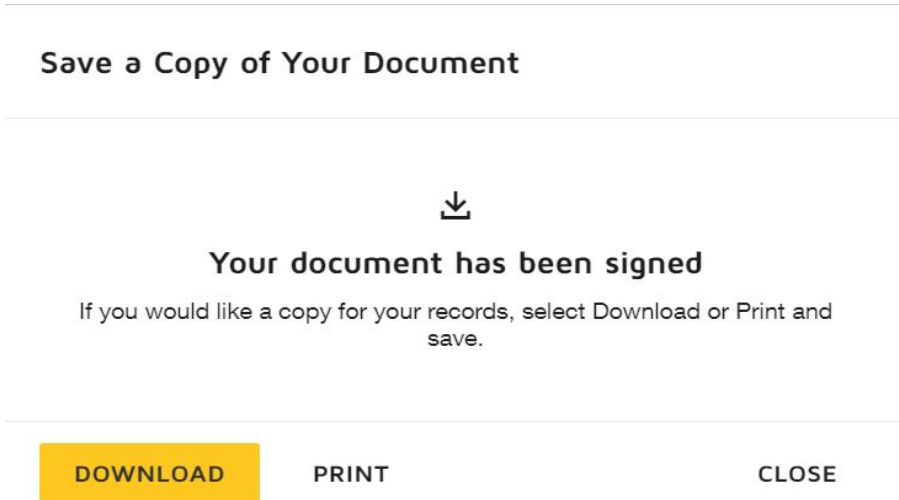 Save a Copy of Your Document
Your document has been signed
If you would like a copy for your records, select Download or Print and
save.
DOWNLOAD PRINT CLOSE